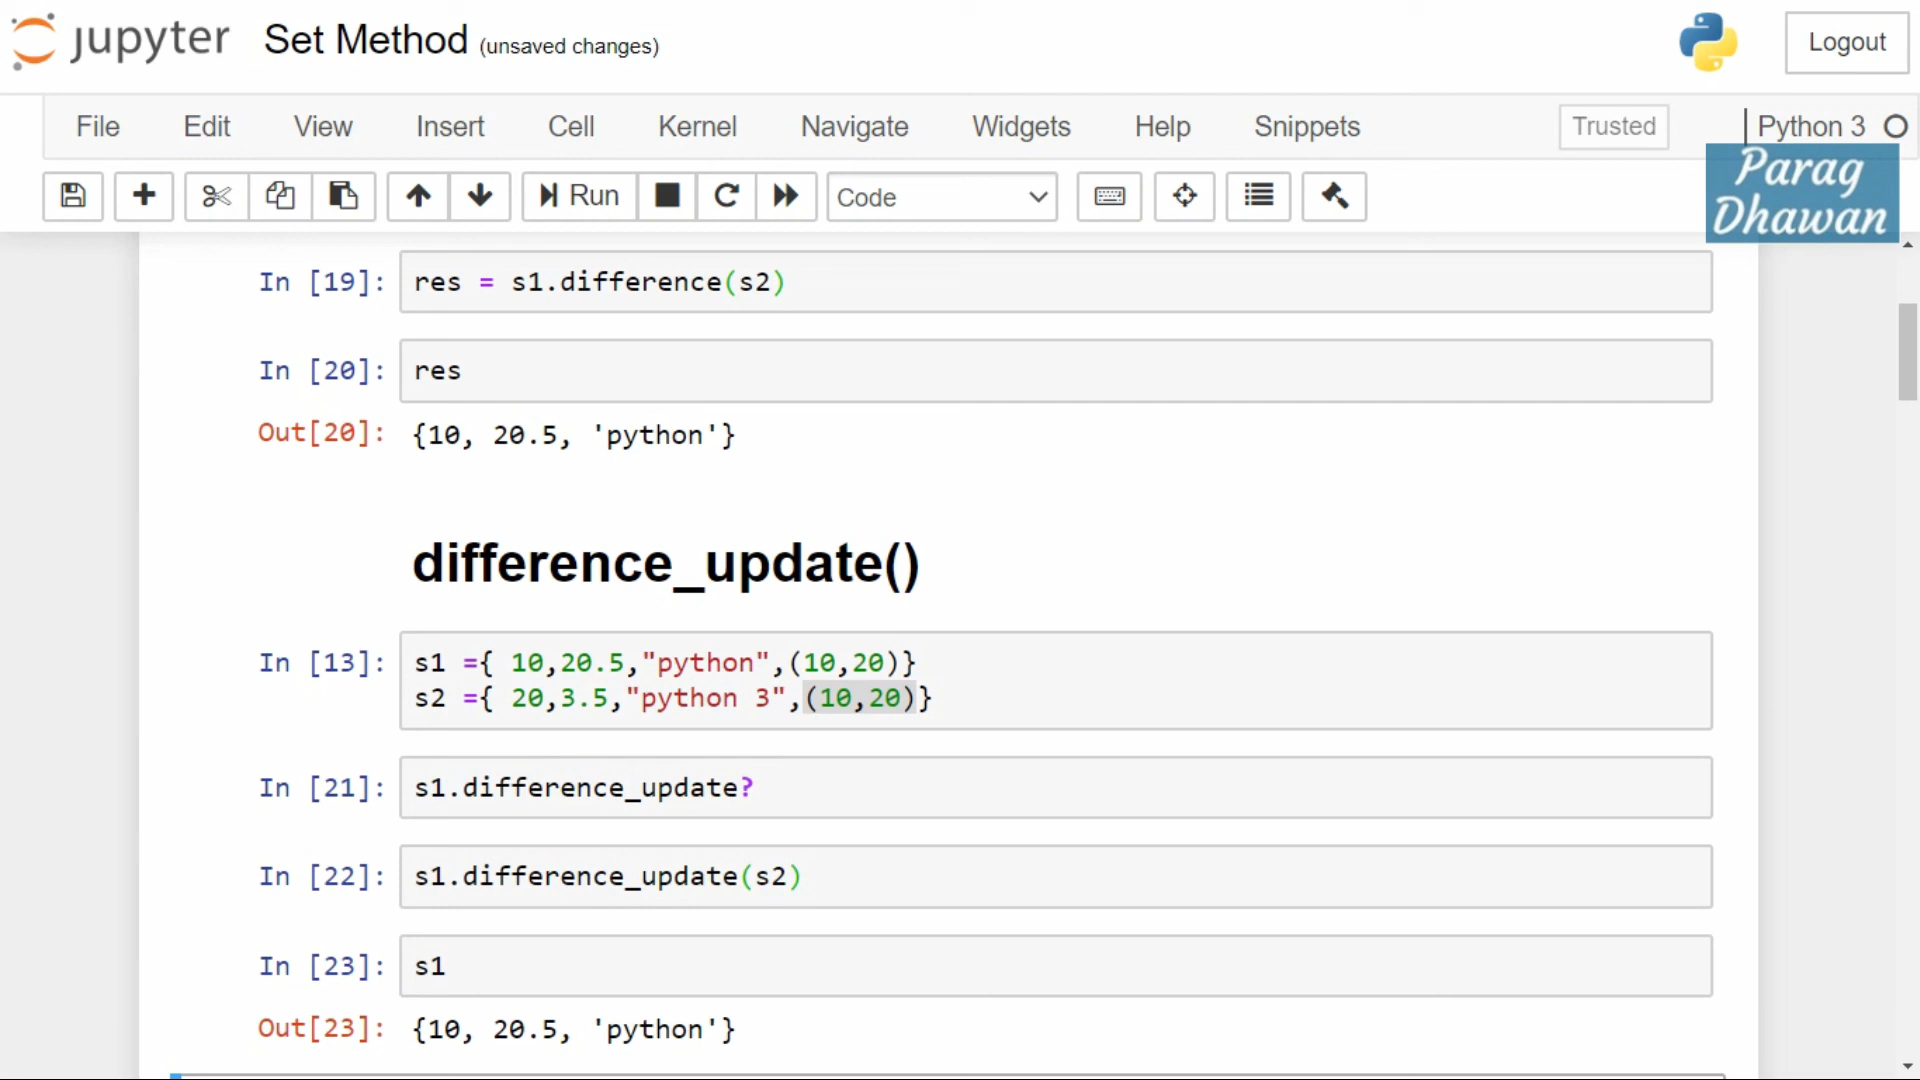 jupyter Set Method (unsaved changes) Logout
File Edit View Insert Cell Kernel Navigate Widgets Help Snippets Trusted Python 3
Parag
Dhawan
Run Code
In [19]: res = s1.difference(s2)
In [20]: res
Out[20]: {10, 20.5, 'python'}
difference_update()
In [13]: s1 ={ 10,20.5,"python",(10,20)}
s2 ={ 20,3.5,"python 3",(10,20)}
In [21]: s1.difference_update?
In [22]: s1.difference_update(s2)
In [23]: s1
Out[23]: {10, 20.5, 'python'}